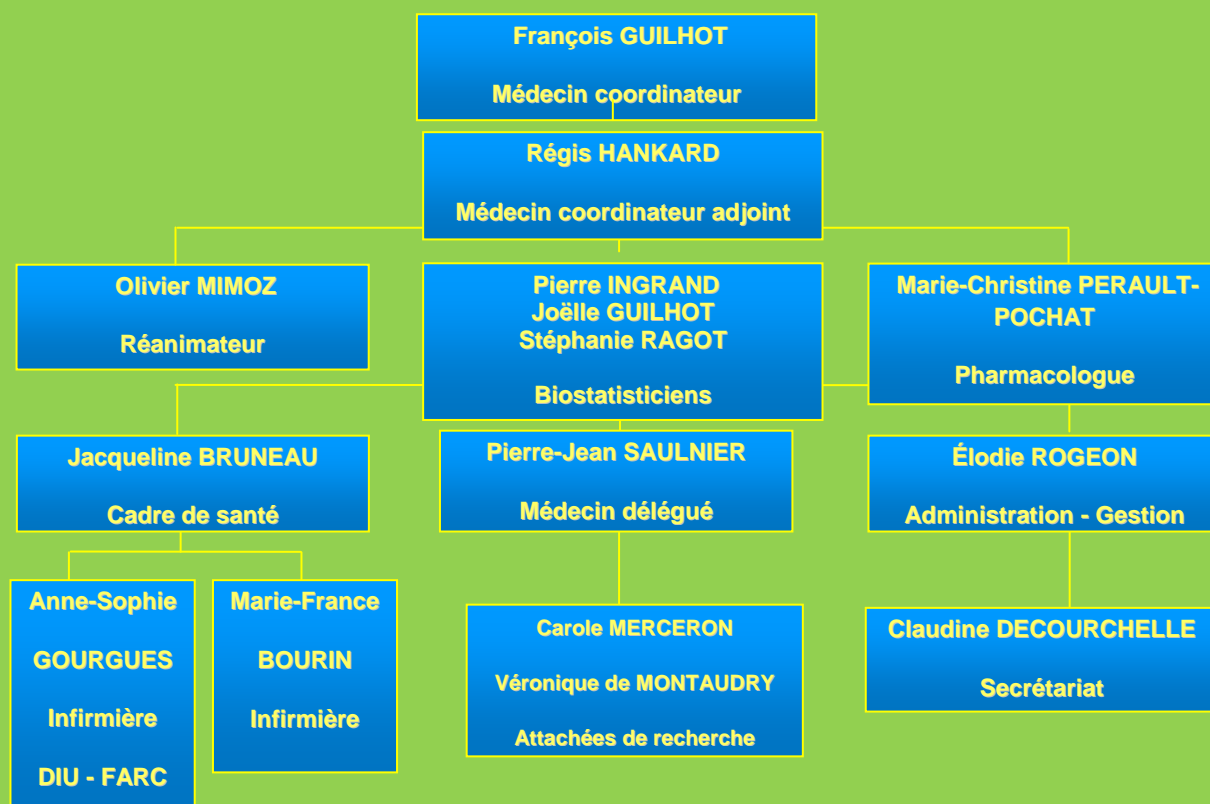 François GUILHOT
Médecin coordinateur
Régis HANKARD
Médecin coordinateur adjoint
Olivier MIMOZ
Réanimateur
Pierre INGRAND
Joëlle GUILHOT
Stéphanie RAGOT
Biostatisticiens
Marie-Christine PERAULT-
POCHAT
Pharmacologue
Jacqueline BRUNEAU
Cadre de santé
Pierre-Jean SAULNIER
Médecin délégué
Élodie ROGEON
Administration - Gestion
Anne-Sophie
GOURGUES
Infirmière
DIU - FARC
Marie-France
BOURIN
Infirmière
Carole MERCERON
Véronique de MONTAUDRY
Attachées de recherche
Claudine DECOURCHELLE
Secrétariat